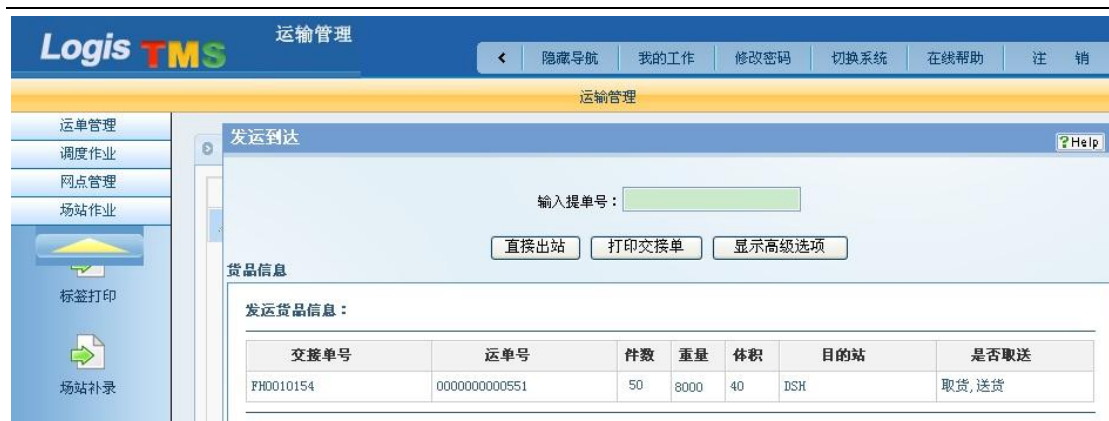 运输管理
Logis TMS
隐藏导航 我的工作 修改密码 切换系统 在线帮助 注 销
运输管理
运单管理
调度作业
网点管理
场站作业
标签打印
场站补录
发运到达
?Help
输入提单号：
直接出站 打印交接单 显示高级选项
货品信息
发运货品信息：
交接单号 运单号 件数 重量 体积 目的站 是否取送
FH0010154 0000000000551 50 8000 40 DSH 取货,送货